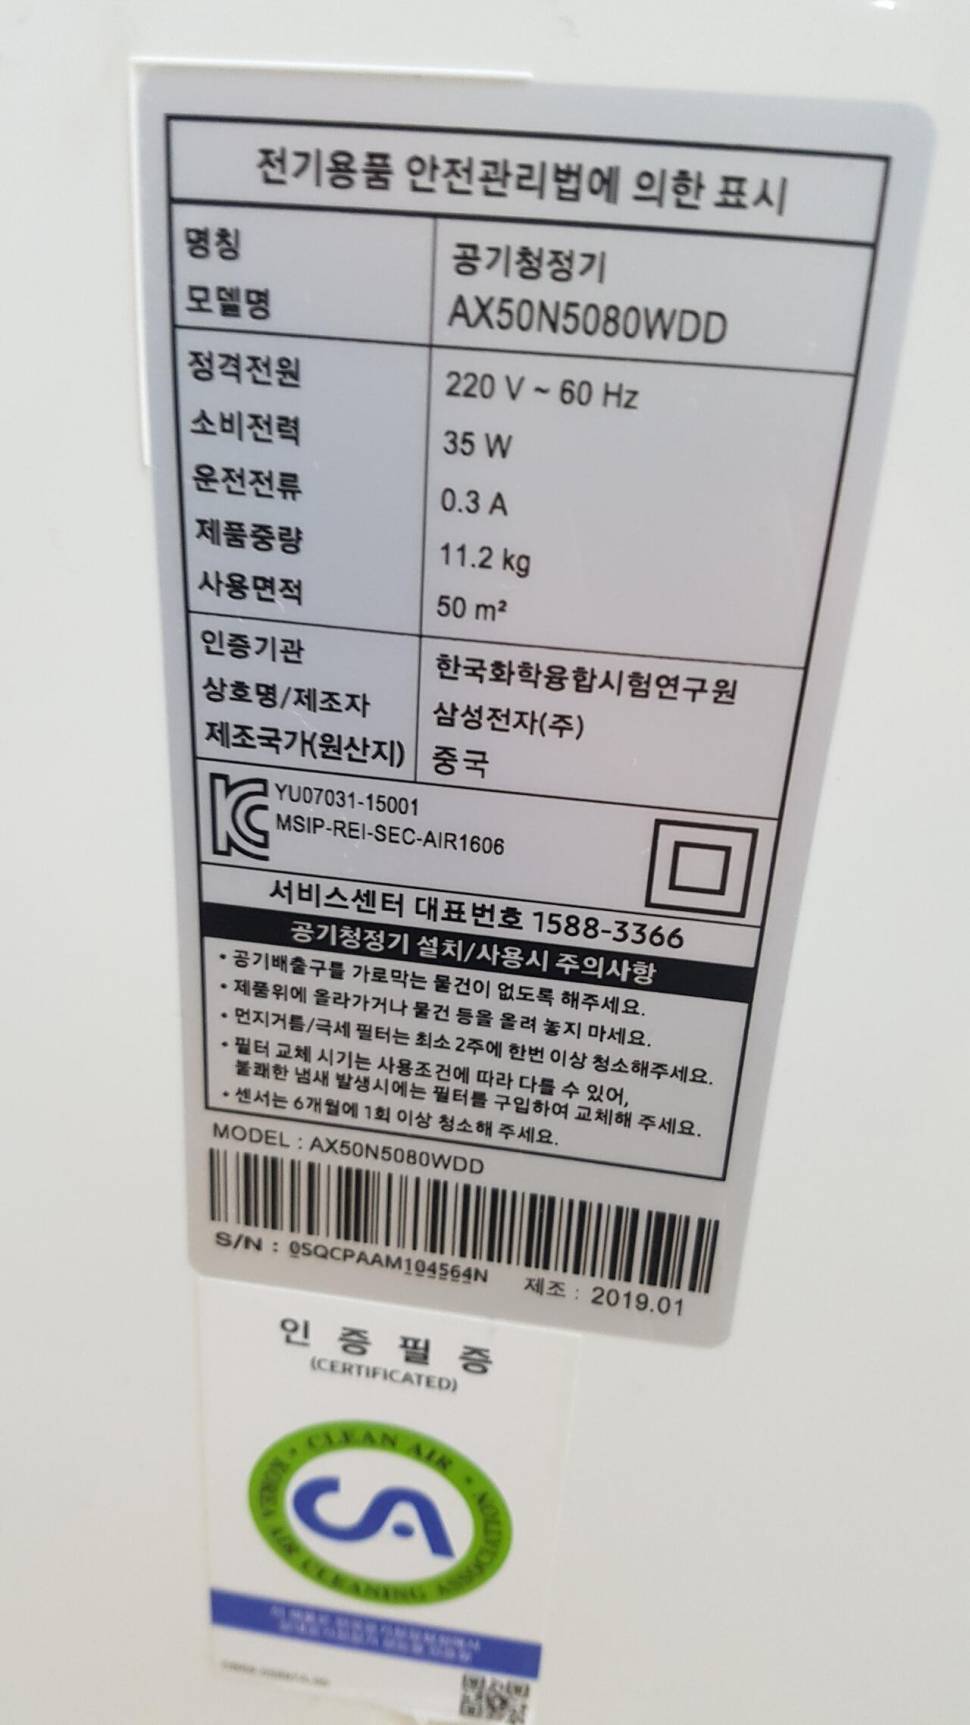 전기용품 안전관리법에 의한 표시
명칭 공기청정기
모델명 AX50N5080WDD
정격전원 220 V ~ 60 Hz
소비전력 35 W
운전전류 0.3 A
제품중량 11.2 kg
사용면적 50 m²
인증기관 한국화학융합시험연구원
상호명/제조자 삼성전자(주)
제조국가(원산지) 중국
YU07031-15001
MSIP-REI-SEC-AIR1606
서비스센터 대표번호 1588-3366
공기청정기 설치/사용시 주의사항
• 공기배출구를 가로막는 물건이 없도록 해주세요.
• 제품위에 올라가거나 물건 등을 올려 놓지 마세요.
• 먼지거름/극세 필터는 최소 2주에 한번 이상 청소해주세요.
• 필터 교체 시기는 사용조건에 따라 다를 수 있어,
불쾌한 냄새 발생시에는 필터를 구입하여 교체해 주세요.
• 센서는 6개월에 1회 이상 청소해 주세요.
MODEL : AX50N5080WDD
S/N : 0SQCPAAM104564N 제조 : 2019.01
인 증 필 증
(CERTIFICATED)
CLEAN AIR
CA
KOREA AIR CLEANING ASSOCIATION